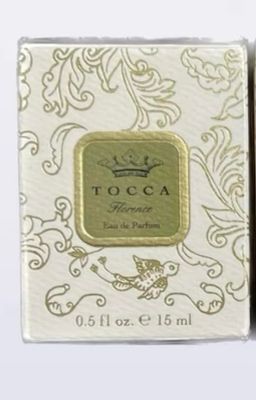 TOCCA
Florence
Eau de Parfum
0.5 fl oz. ℮ 15 ml